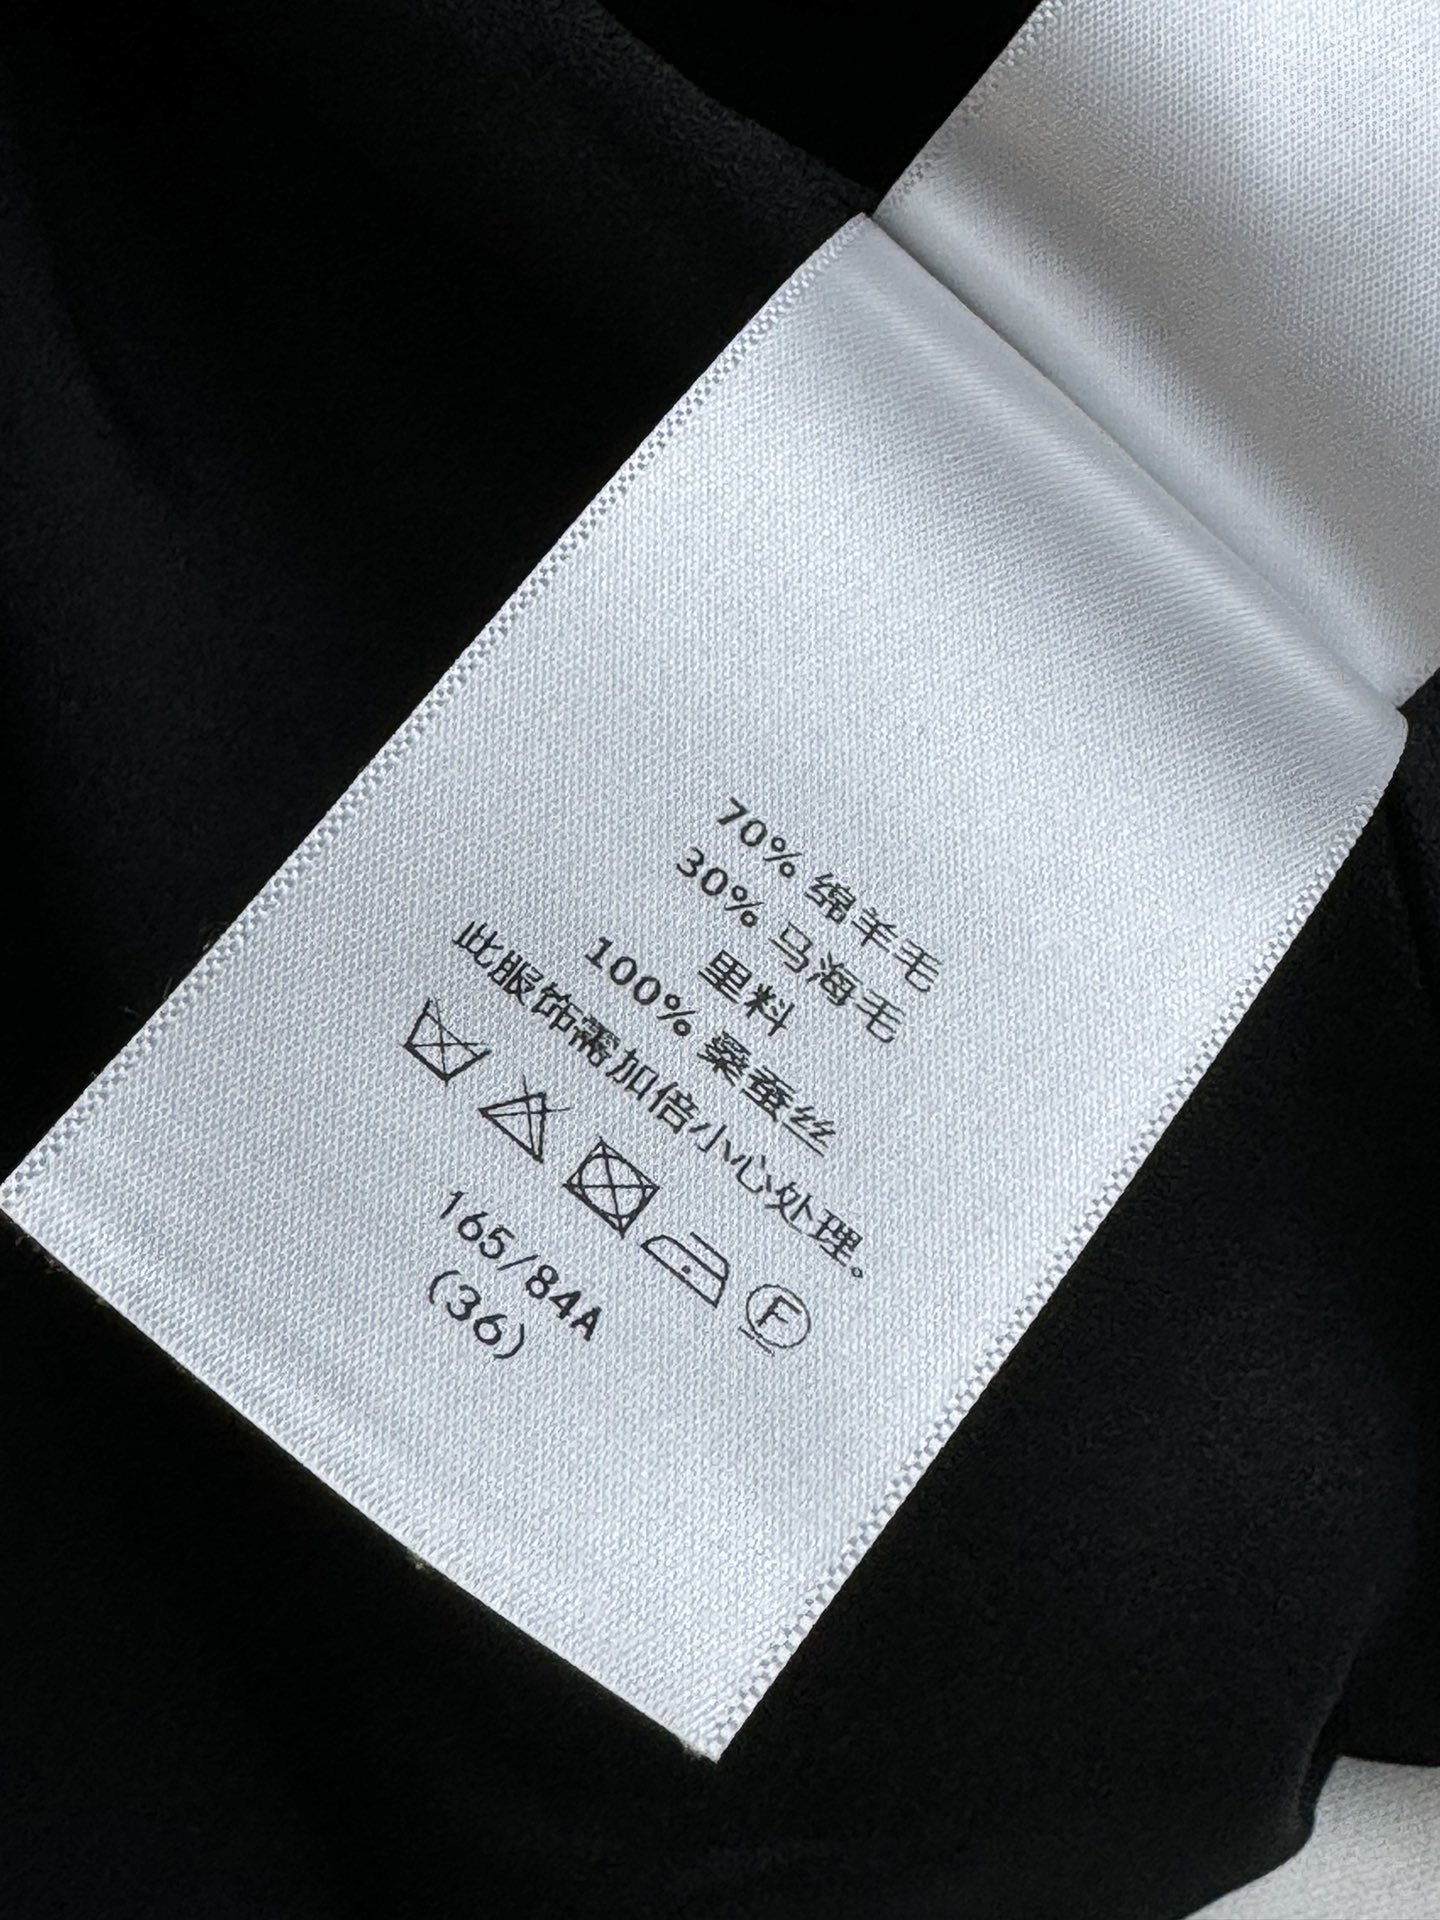 70% 绵羊毛
30% 马海毛
里料
100% 桑蚕丝
此服饰需加倍小心处理。
F
165/84A
(36)